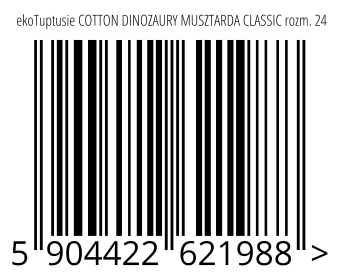 ekoTuptusie COTTON DINOZAURY MUSZTARDA CLASSIC rozm. 24
5 904422 621988 >